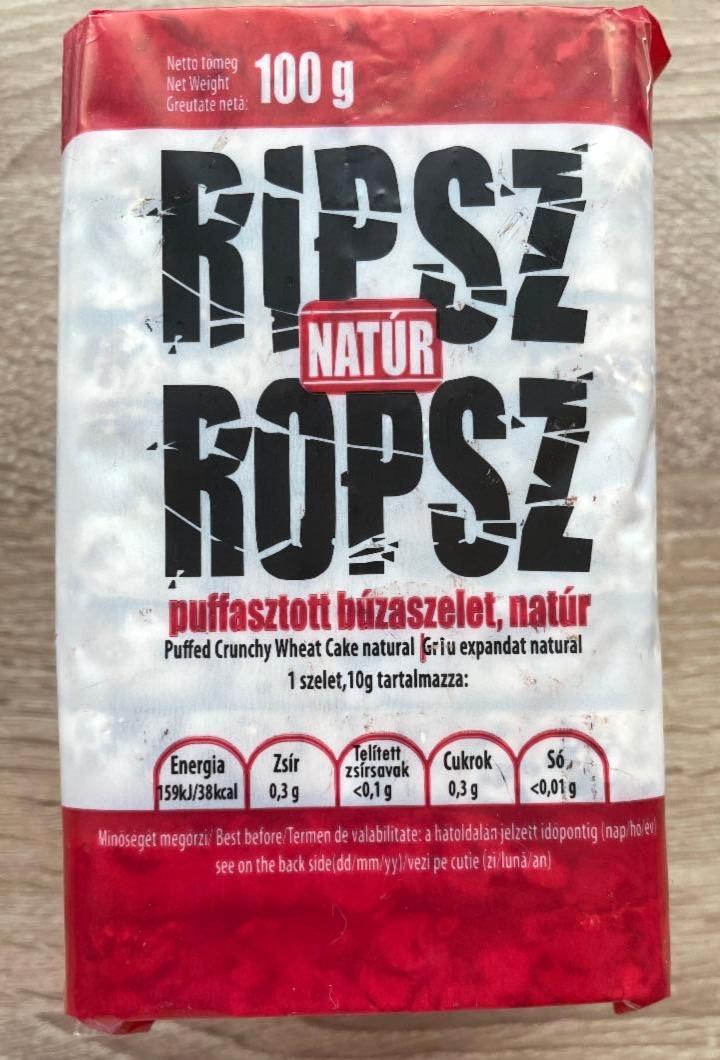 Netto tömeg
Net Weight
Greutate netă:
100 g
RIPSZ
NATÚR
ROPSZ
puffasztott búzaszelet, natúr
Puffed Crunchy Wheat Cake natural Griu expandat natural
1 szelet,10g tartalmazza:
Energia
159kJ/38kcal
Zsír
0,3 g
Telített
zsírsavak
<0,1 g
Cukrok
0,3 g
Só
<0,01 g
Minőségét megőrzi/ Best before/Termen de valabilitate: a hátoldalán jelzett időpontig (nap/hó/év)
see on the back side(dd/mm/yy)/vezi pe cutie (zi/lună/an)